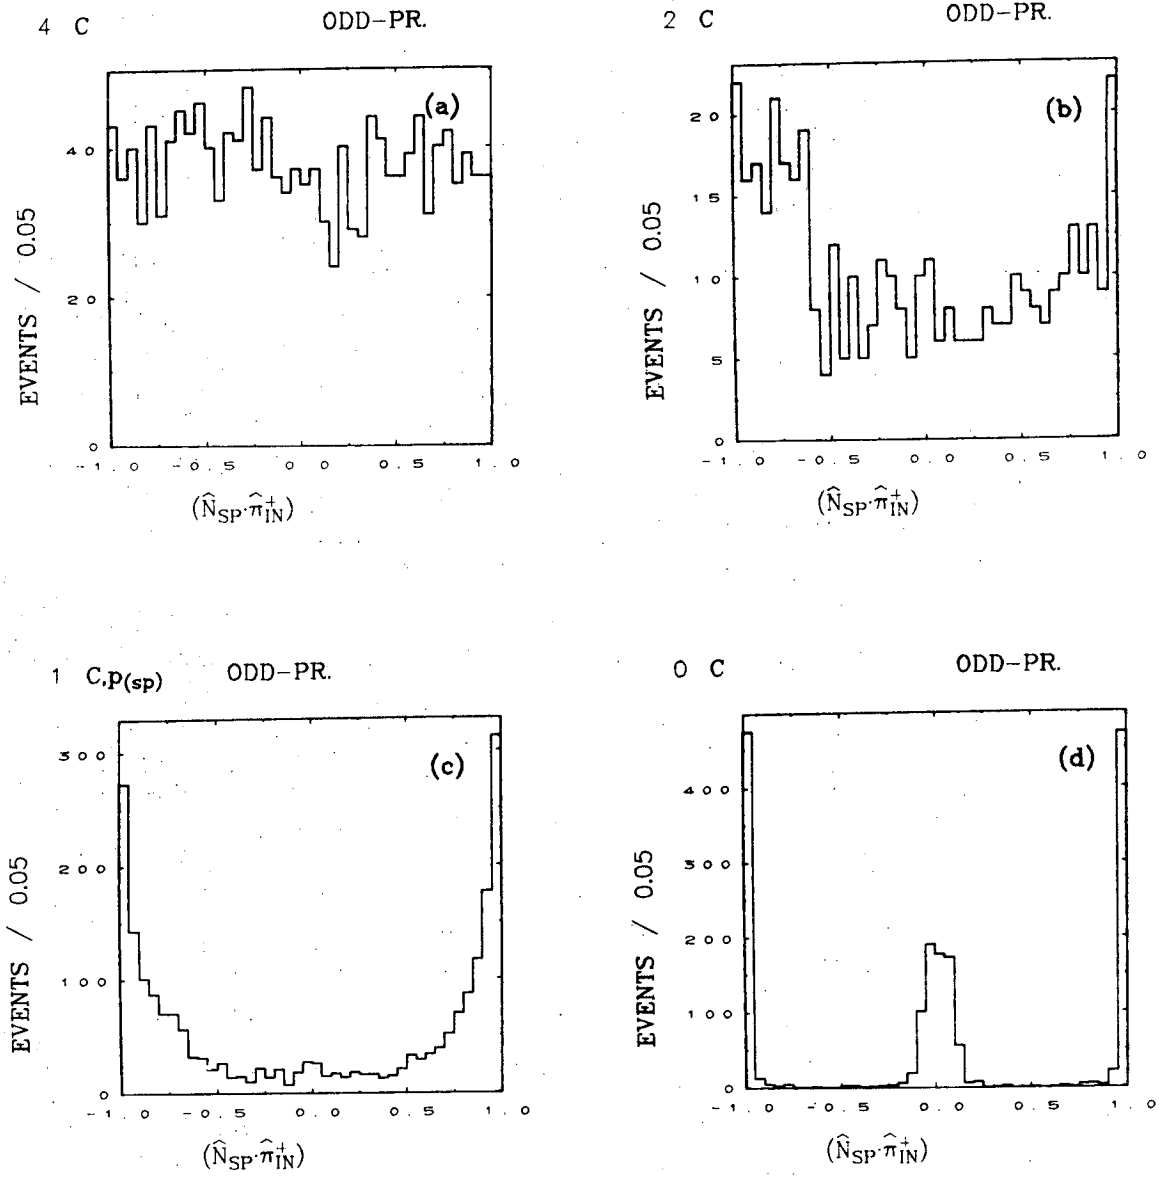 4 C ODD-PR.
(a)
40
20
0
-1.0 -0.5 0.0 0.5 1.0
EVENTS / 0.05
(N̂SP·π̂+IN)
2 C ODD-PR.
(b)
20
15
10
5
0
-1.0 -0.5 0.0 0.5 1.0
EVENTS / 0.05
(N̂SP·π̂+IN)
1 C,p(sp) ODD-PR.
(c)
300
200
100
0
-1.0 -0.5 0.0 0.5 1.0
EVENTS / 0.05
(N̂SP·π̂+IN)
0 C ODD-PR.
(d)
400
300
200
100
0
-1.0 -0.5 0.0 0.5 1.0
EVENTS / 0.05
(N̂SP·π̂+IN)